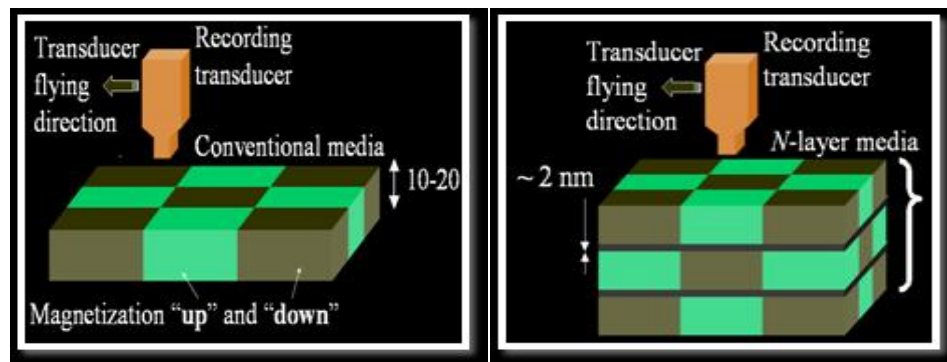 Transducer
flying
direction
Recording
transducer
Conventional media
10-20
Magnetization “up” and “down”
Transducer
flying
direction
Recording
transducer
N-layer media
~ 2 nm